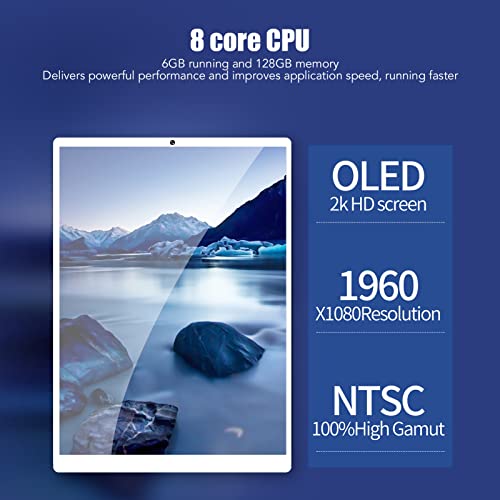 8 core CPU
6GB running and 128GB memory
Delivers powerful performance and improves application speed, running faster
OLED
2k HD screen
1960
X1080Resolution
NTSC
100%High Gamut